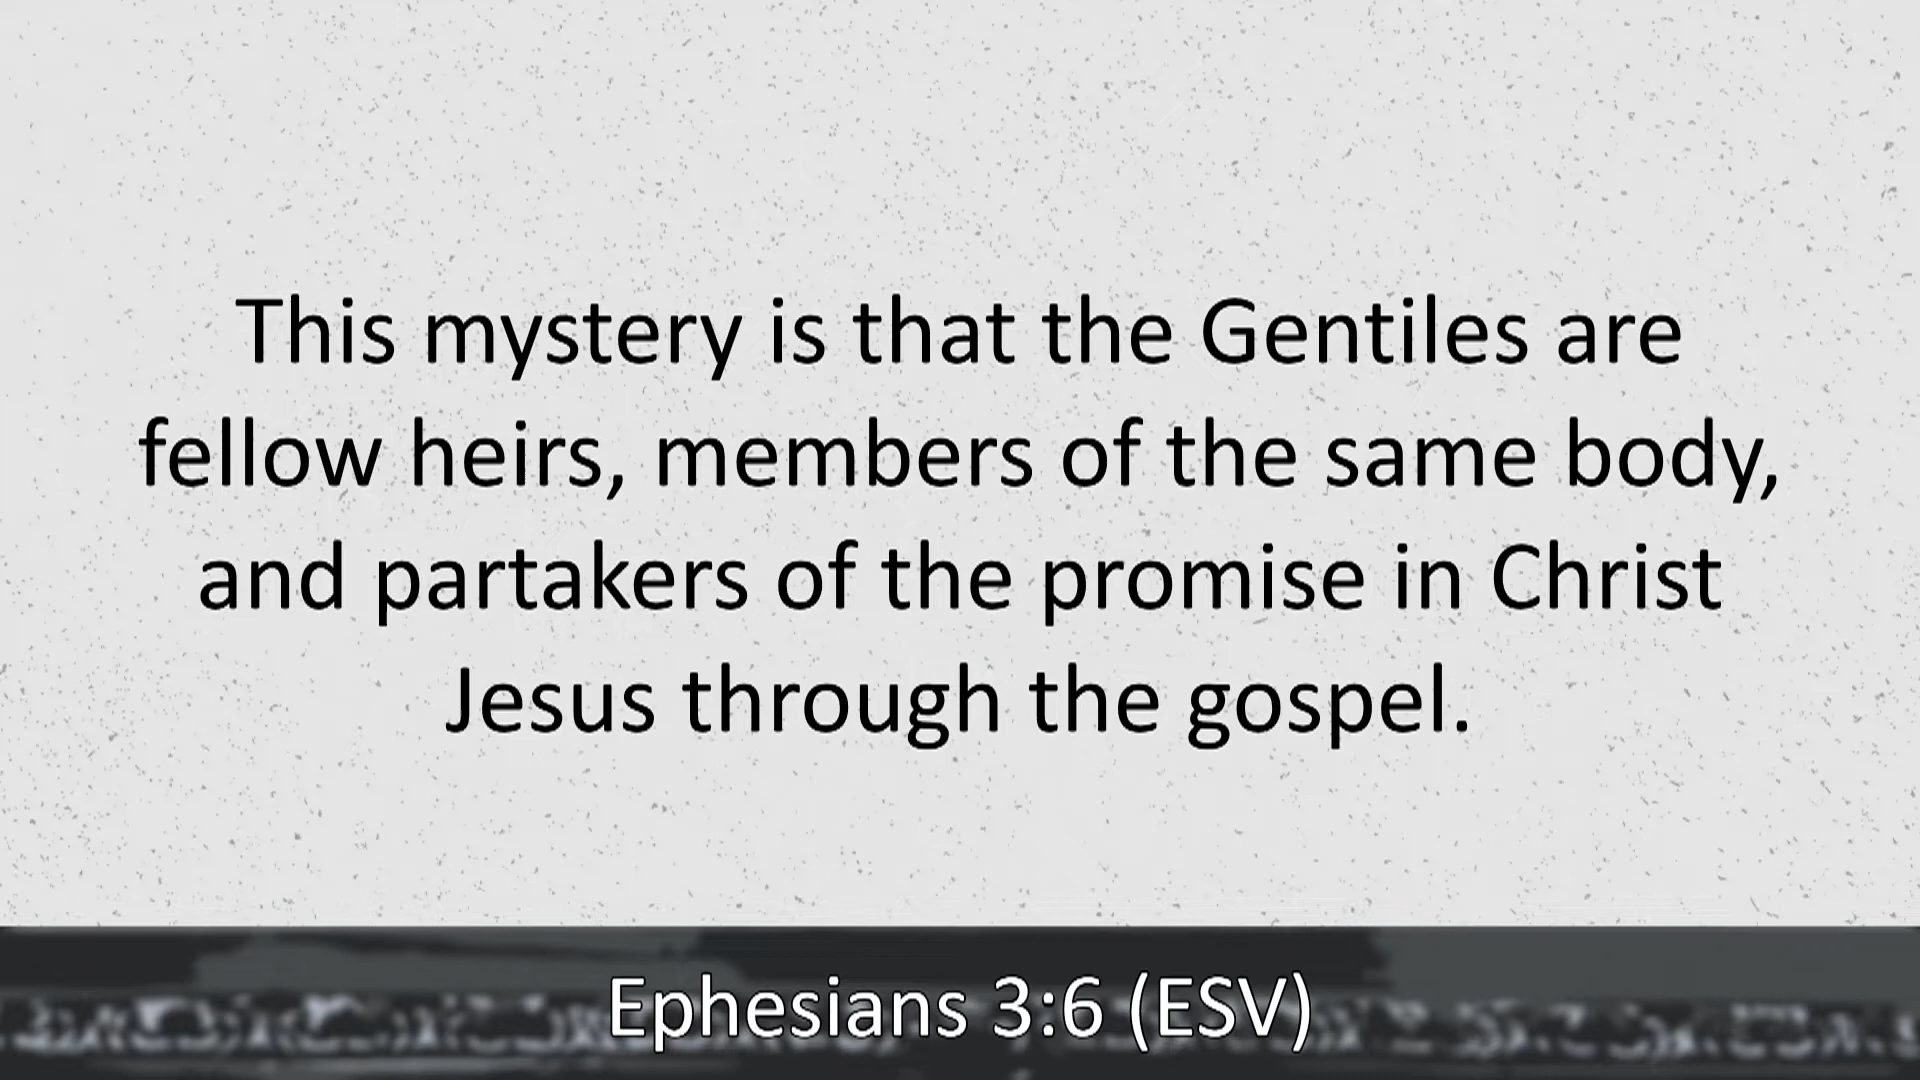 This mystery is that the Gentiles are
fellow heirs, members of the same body,
and partakers of the promise in Christ
Jesus through the gospel.
Ephesians 3:6 (ESV)